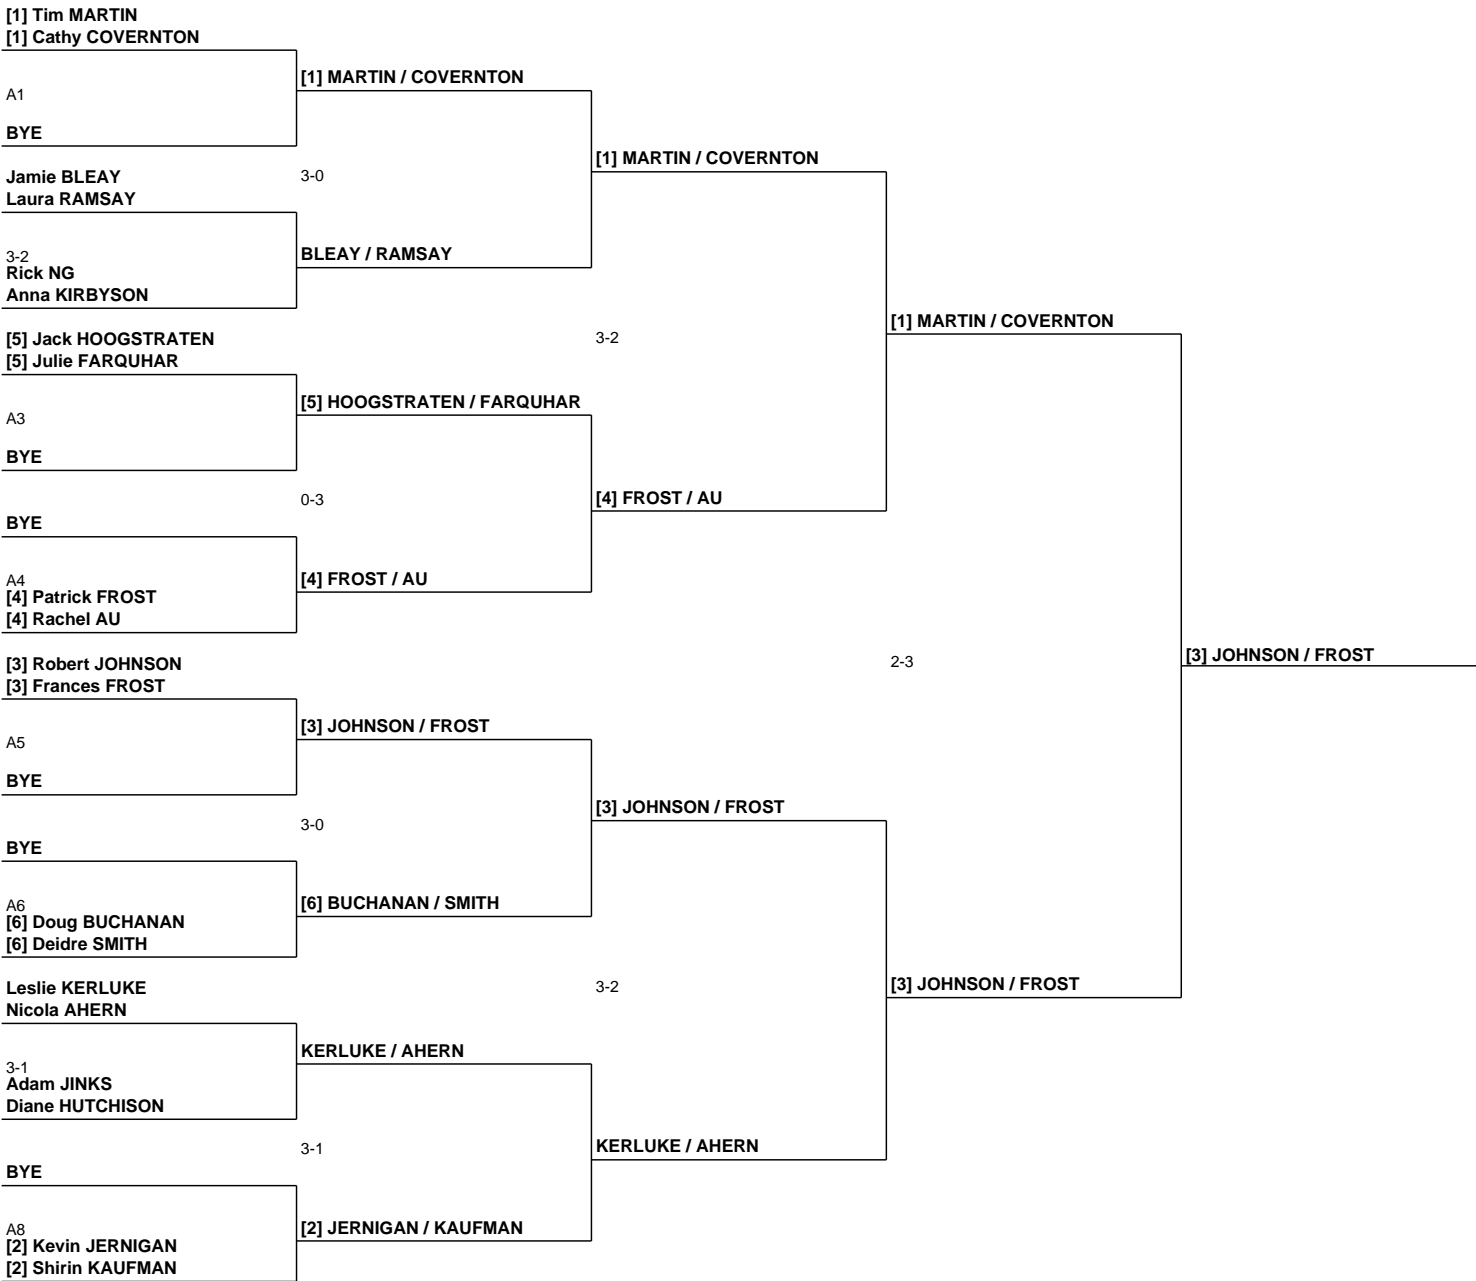 [1] Tim MARTIN
[1] Cathy COVERNTON
[1] MARTIN / COVERNTON
A1
BYE
[1] MARTIN / COVERNTON
Jamie BLEAY
3-0
Laura RAMSAY
BLEAY / RAMSAY
3-2
Rick NG
Anna KIRBYSON
[1] MARTIN / COVERNTON
[5] Jack HOOGSTRATEN
3-2
[5] Julie FARQUHAR
[5] HOOGSTRATEN / FARQUHAR
A3
BYE
0-3
[4] FROST / AU
BYE
[4] FROST / AU
A4
[4] Patrick FROST
[4] Rachel AU
[3] JOHNSON / FROST
[3] Robert JOHNSON
2-3
[3] Frances FROST
[3] JOHNSON / FROST
A5
BYE
[3] JOHNSON / FROST
3-0
BYE
[6] BUCHANAN / SMITH
A6
[6] Doug BUCHANAN
[6] Deidre SMITH
[3] JOHNSON / FROST
Leslie KERLUKE
3-2
Nicola AHERN
KERLUKE / AHERN
3-1
Adam JINKS
Diane HUTCHISON
3-1
KERLUKE / AHERN
BYE
[2] JERNIGAN / KAUFMAN
A8
[2] Kevin JERNIGAN
[2] Shirin KAUFMAN